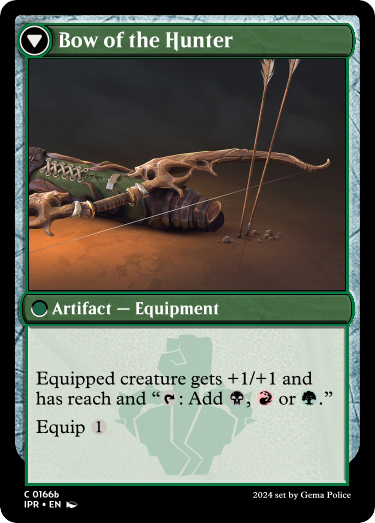 Bow of the Hunter
Artifact — Equipment
Equipped creature gets +1/+1 and
has reach and “: Add , or .”
Equip 1
C 0166b
IPR • EN
2024 set by Gema Police